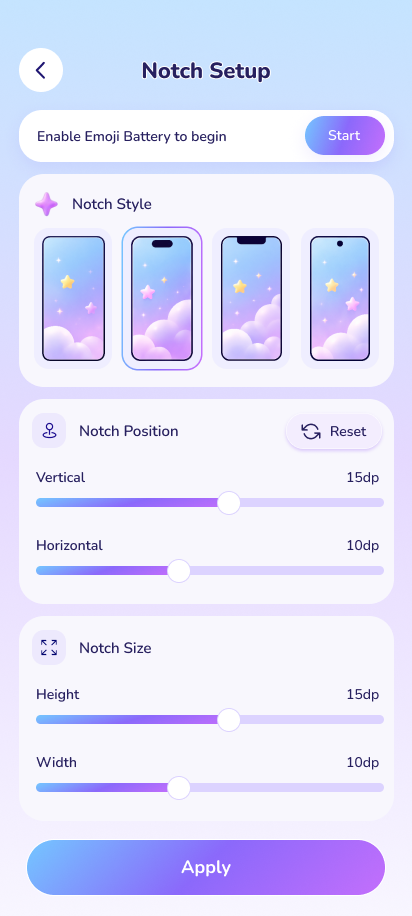 Notch Setup
Enable Emoji Battery to begin
Start
Notch Style
Notch Position
Reset
Vertical
15dp
Horizontal
10dp
Notch Size
Height
15dp
Width
10dp
Apply